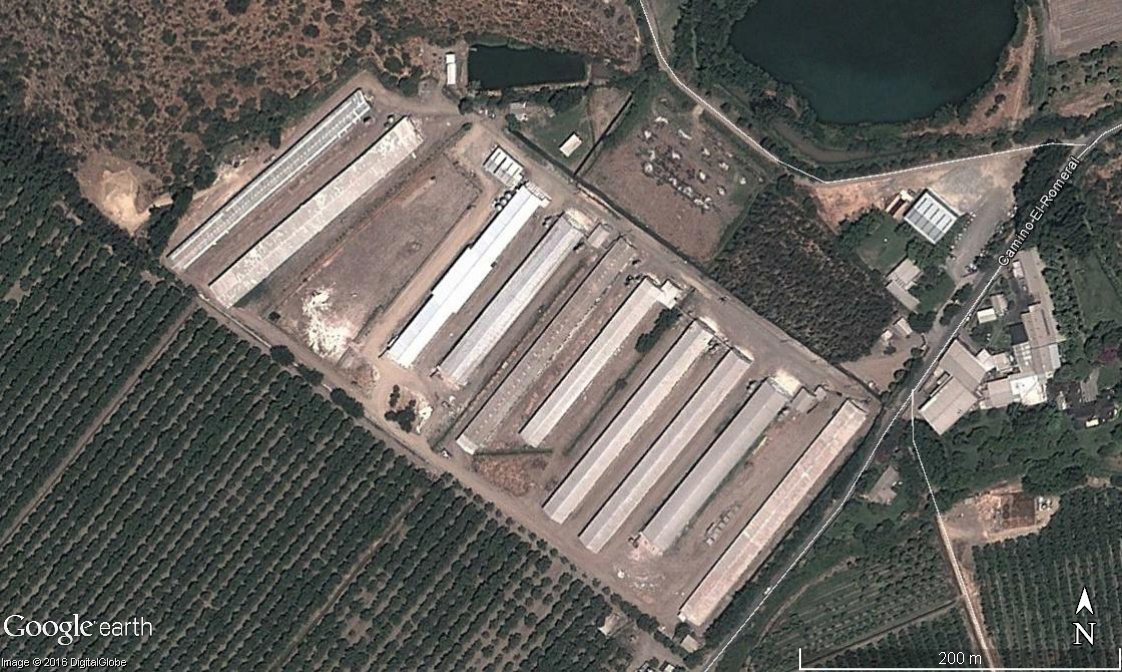 Camino-El-Romeral
Google earth
N
Image © 2016 DigitalGlobe
200 m